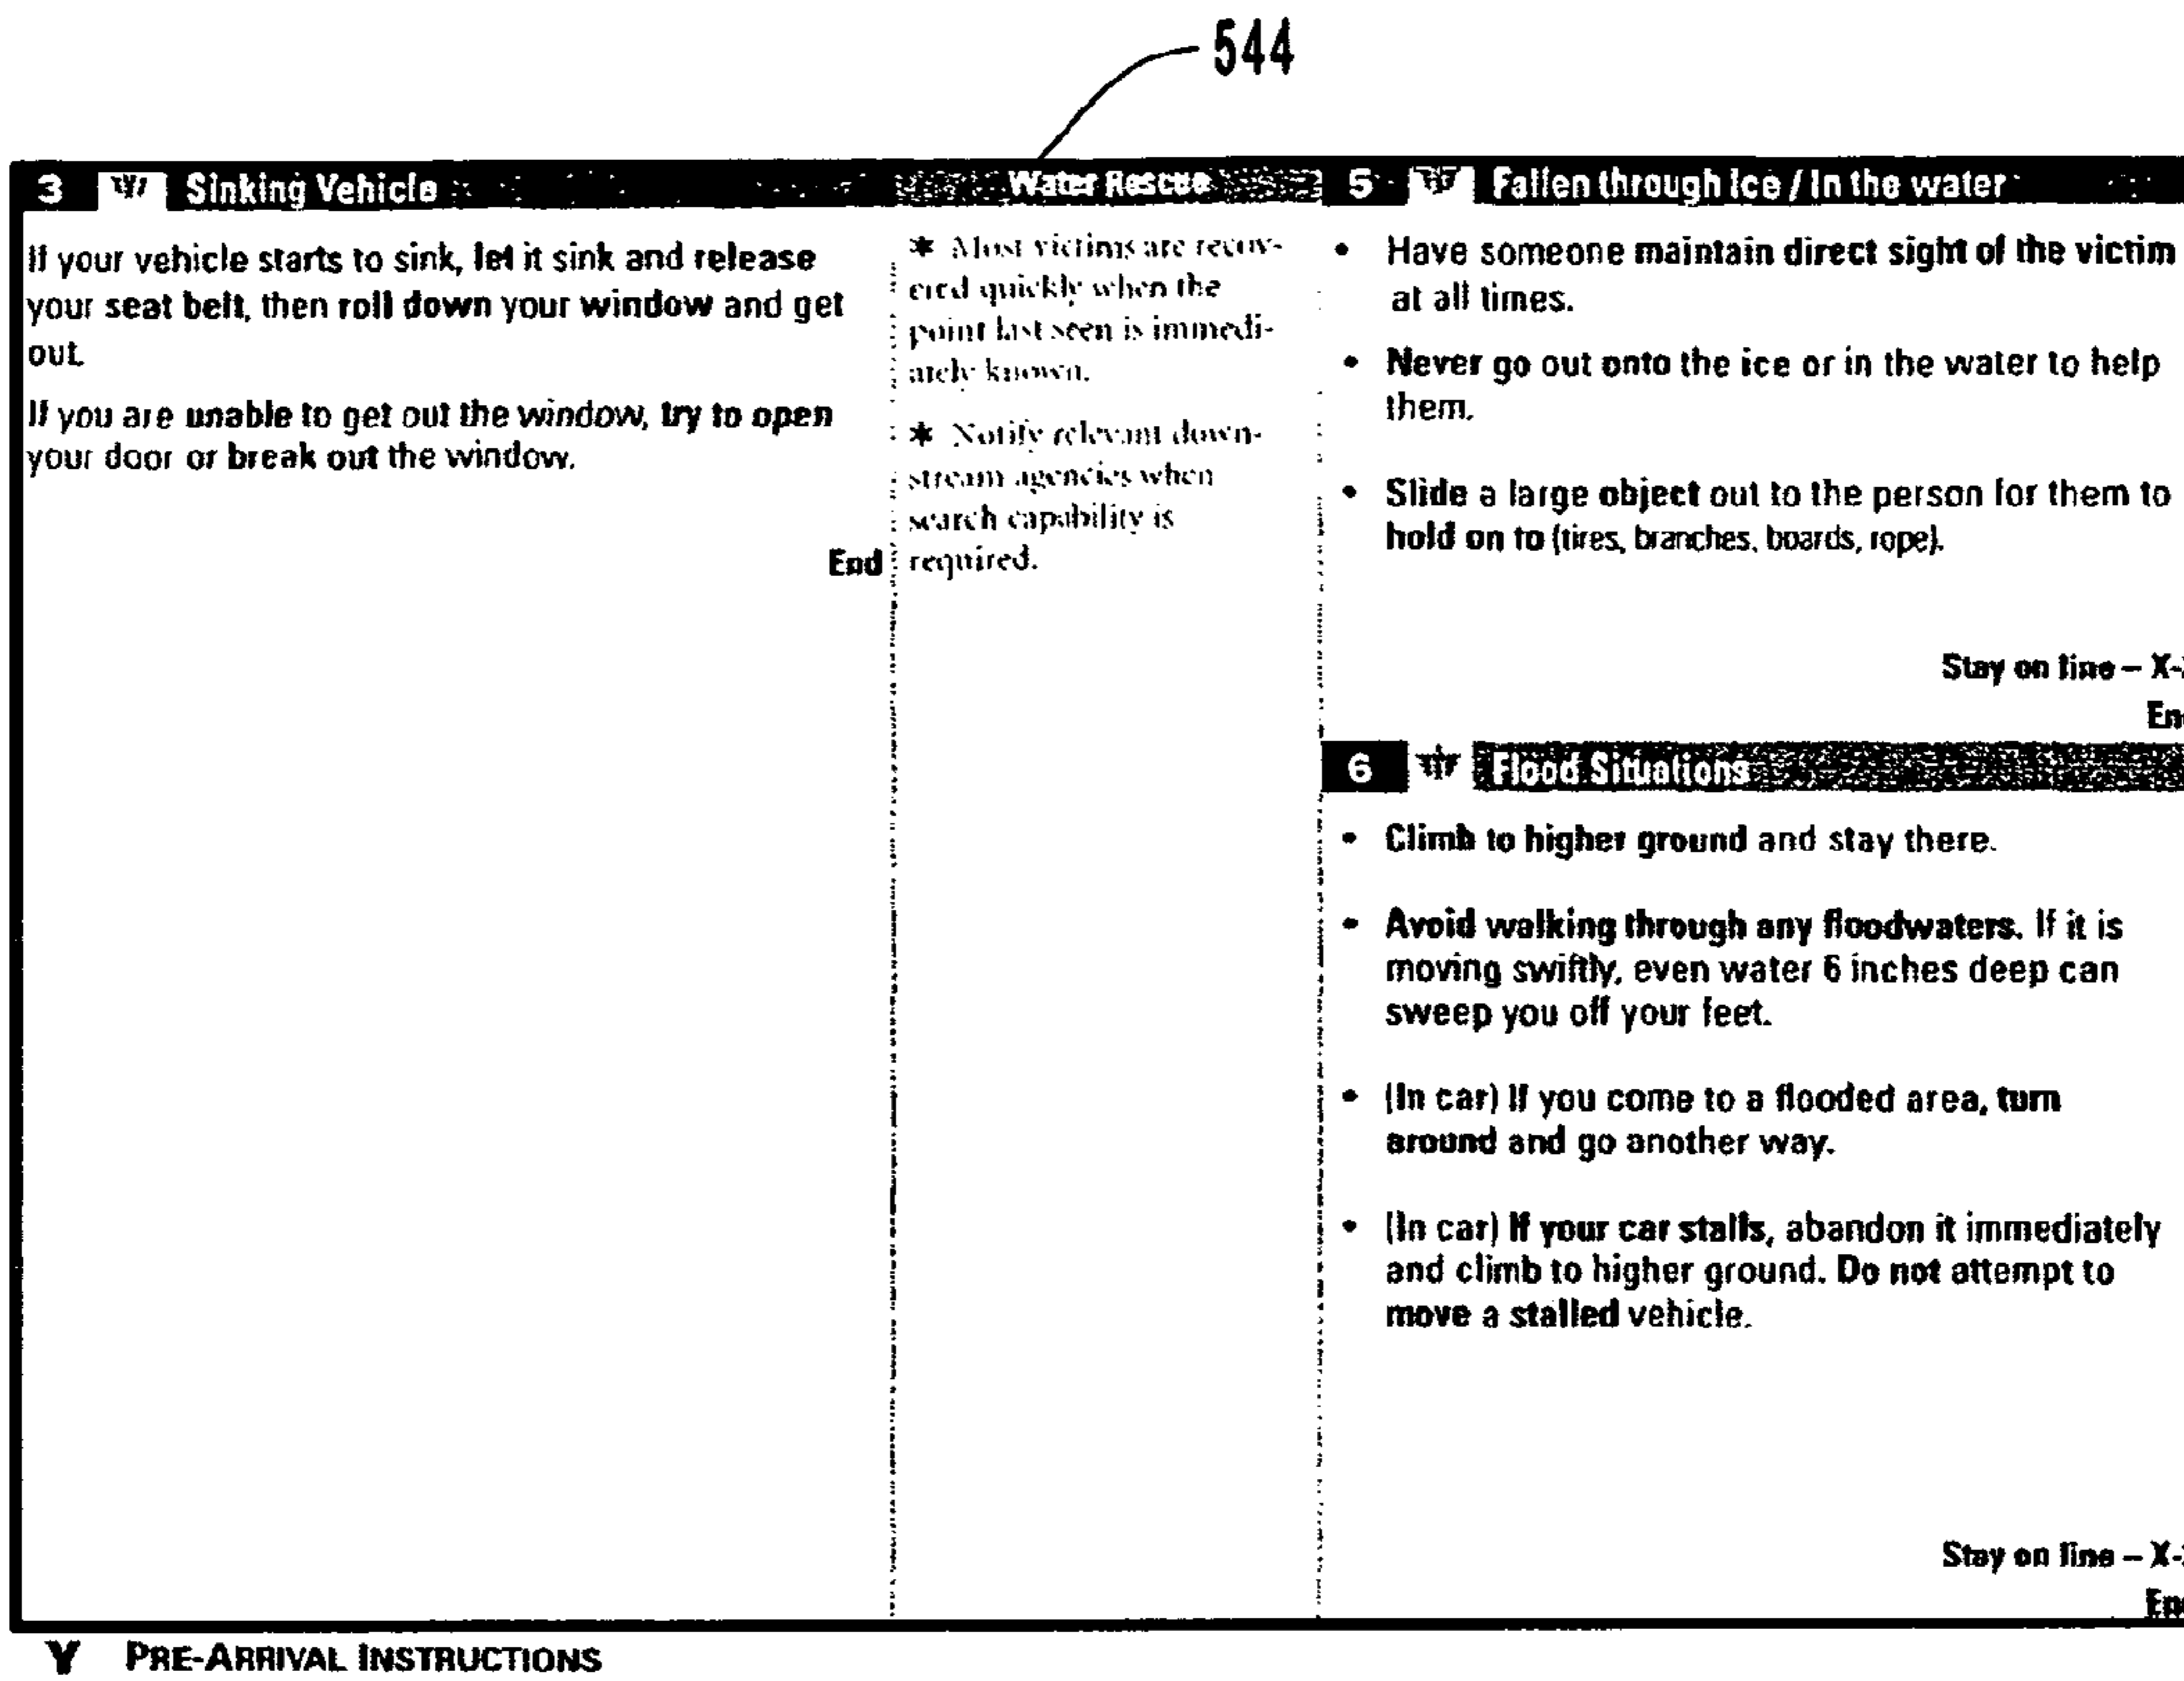 544
3 Sinking Vehicle
If your vehicle starts to sink, let it sink and release
your seat belt, then roll down your window and get
out.
If you are unable to get out the window, try to open
your door or break out the window.
End
Water Rescue
* Most victims are recov-
ered quickly when the
point last seen is immedi-
ately known.
* Notify relevant down-
stream agencies when
search capability is
required.
5 Fallen through Ice / In the water
• Have someone maintain direct sight of the victim
at all times.
• Never go out onto the ice or in the water to help
them.
• Slide a large object out to the person for them to
hold on to (tires, branches, boards, rope).
Stay on line – X-
6 Flood Situations
• Climb to higher ground and stay there.
• Avoid walking through any floodwaters. If it is
moving swiftly, even water 6 inches deep can
sweep you off your feet.
• (In car) If you come to a flooded area, turn
around and go another way.
• (In car) If your car stalls, abandon it immediately
and climb to higher ground. Do not attempt to
move a stalled vehicle.
Stay on line – X-
Y PRE-ARRIVAL INSTRUCTIONS